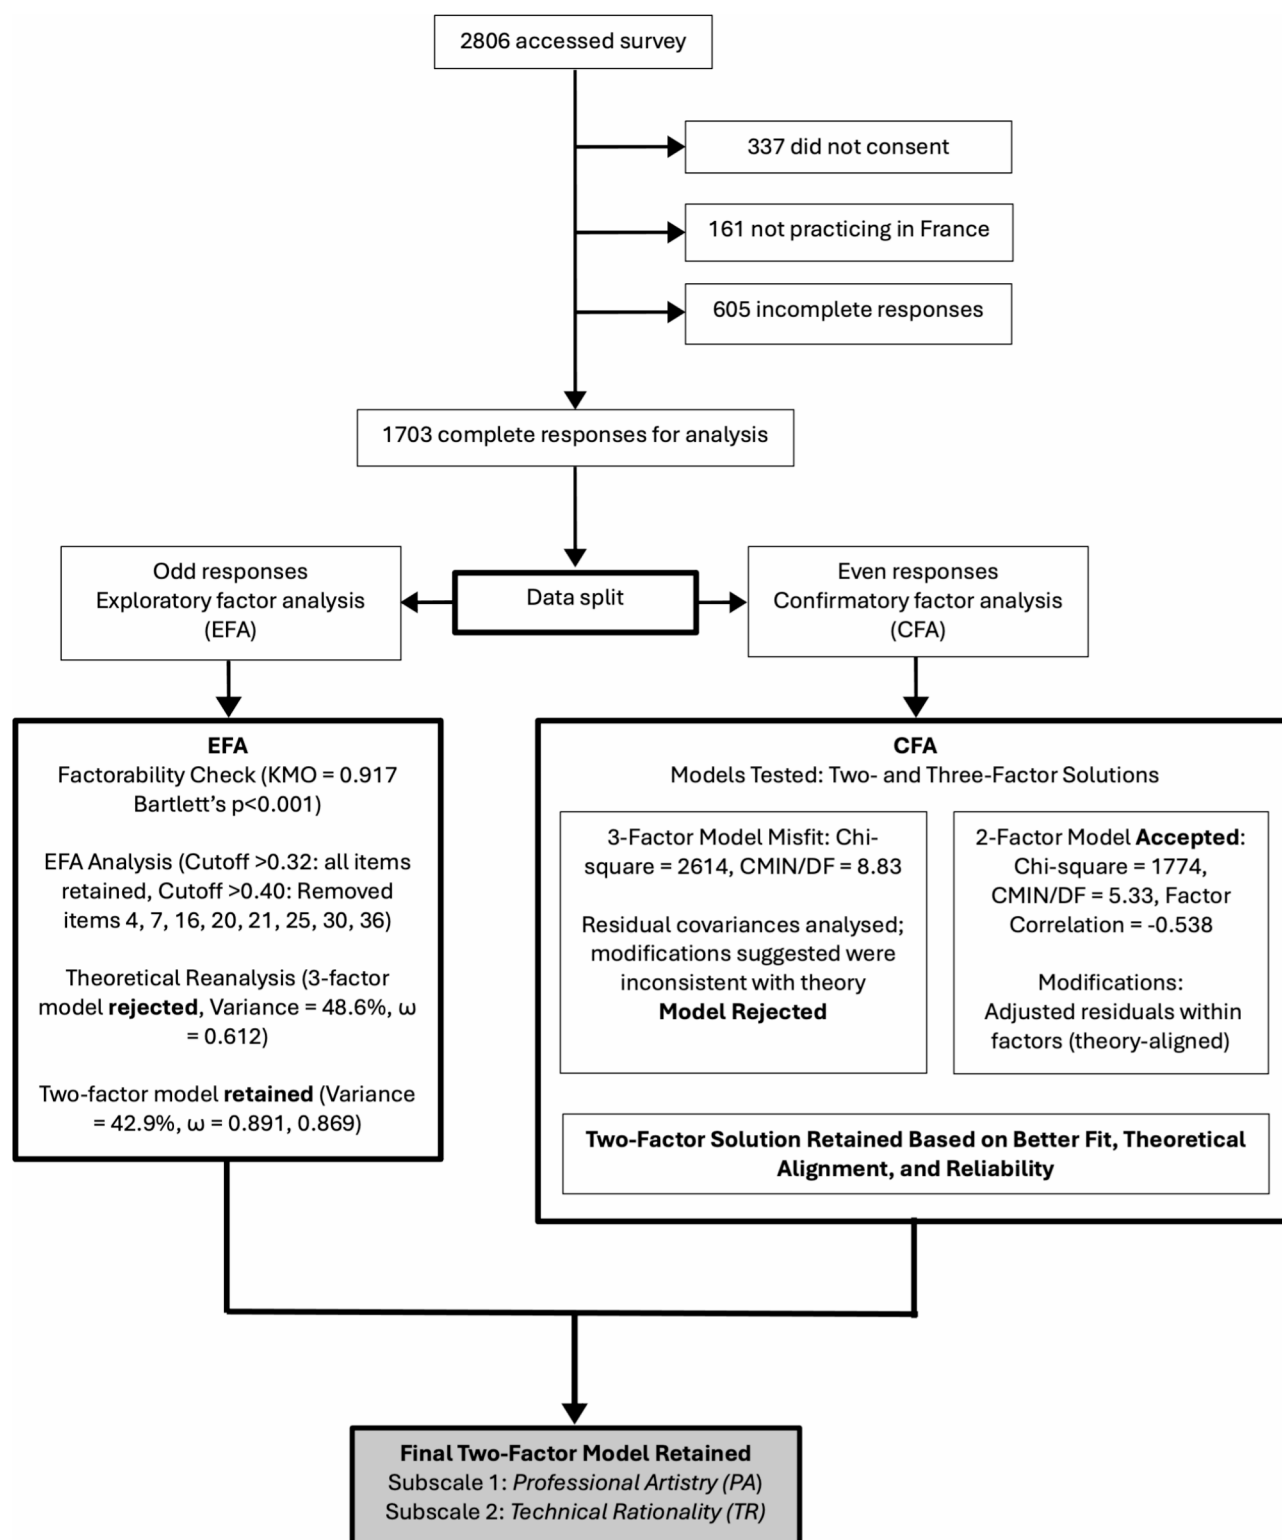 2806 accessed survey
337 did not consent
161 not practicing in France
605 incomplete responses
1703 complete responses for analysis
Odd responses
Exploratory factor analysis
(EFA)
Data split
Even responses
Confirmatory factor analysis
(CFA)
EFA
Factorability Check (KMO = 0.917
Bartlett’s p<0.001)
EFA Analysis (Cutoff >0.32: all items
retained, Cutoff >0.40: Removed
items 4, 7, 16, 20, 21, 25, 30, 36)
Theoretical Reanalysis (3-factor
model rejected, Variance = 48.6%, ω
= 0.612)
Two-factor model retained (Variance
= 42.9%, ω = 0.891, 0.869)
CFA
Models Tested: Two- and Three-Factor Solutions
3-Factor Model Misfit: Chi-
square = 2614, CMIN/DF = 8.83
Residual covariances analysed;
modifications suggested were
inconsistent with theory
Model Rejected
2-Factor Model Accepted:
Chi-square = 1774,
CMIN/DF = 5.33, Factor
Correlation = -0.538
Modifications:
Adjusted residuals within
factors (theory-aligned)
Two-Factor Solution Retained Based on Better Fit, Theoretical
Alignment, and Reliability
Final Two-Factor Model Retained
Subscale 1: Professional Artistry (PA)
Subscale 2: Technical Rationality (TR)